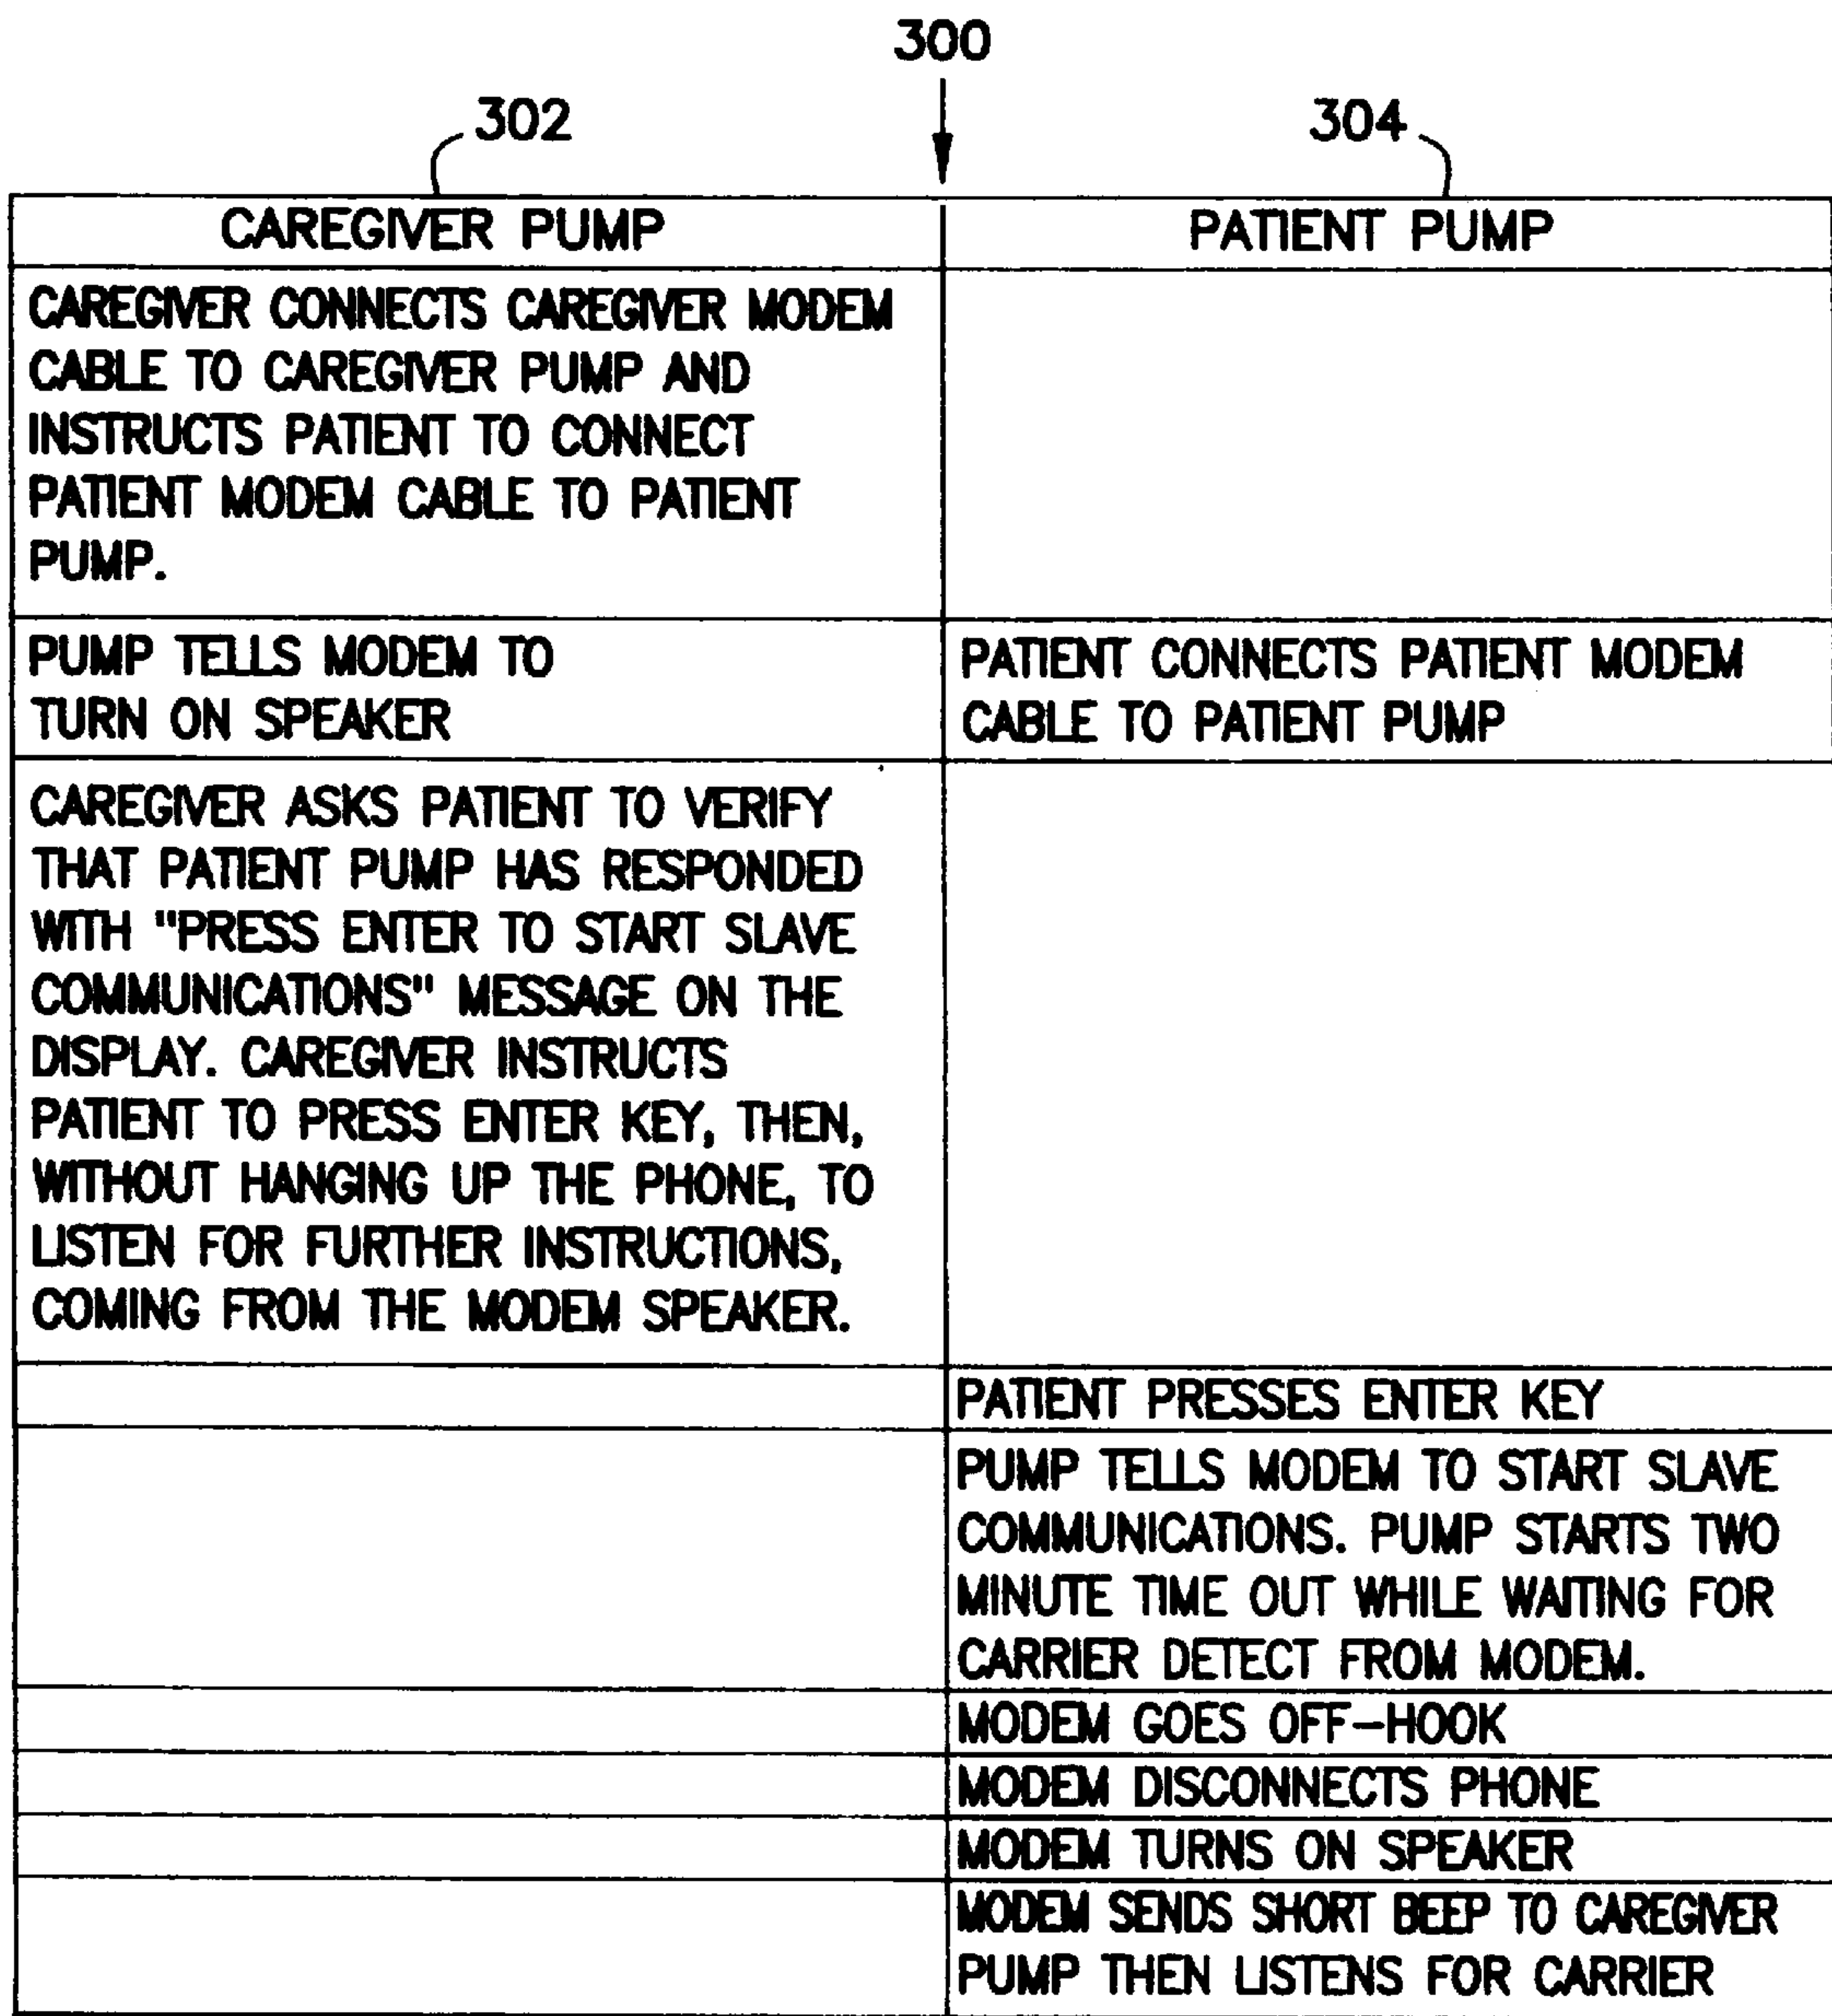 300
302
304
CAREGIVER PUMP
PATIENT PUMP
CAREGIVER CONNECTS CAREGIVER MODEM
CABLE TO CAREGIVER PUMP AND
INSTRUCTS PATIENT TO CONNECT
PATIENT MODEM CABLE TO PATIENT
PUMP.
PUMP TELLS MODEM TO
TURN ON SPEAKER
PATIENT CONNECTS PATIENT MODEM
CABLE TO PATIENT PUMP
CAREGIVER ASKS PATIENT TO VERIFY
THAT PATIENT PUMP HAS RESPONDED
WITH "PRESS ENTER TO START SLAVE
COMMUNICATIONS" MESSAGE ON THE
DISPLAY. CAREGIVER INSTRUCTS
PATIENT TO PRESS ENTER KEY, THEN,
WITHOUT HANGING UP THE PHONE, TO
LISTEN FOR FURTHER INSTRUCTIONS,
COMING FROM THE MODEM SPEAKER.
PATIENT PRESSES ENTER KEY
PUMP TELLS MODEM TO START SLAVE
COMMUNICATIONS. PUMP STARTS TWO
MINUTE TIME OUT WHILE WAITING FOR
CARRIER DETECT FROM MODEM.
MODEM GOES OFF-HOOK
MODEM DISCONNECTS PHONE
MODEM TURNS ON SPEAKER
MODEM SENDS SHORT BEEP TO CAREGIVER
PUMP THEN LISTENS FOR CARRIER